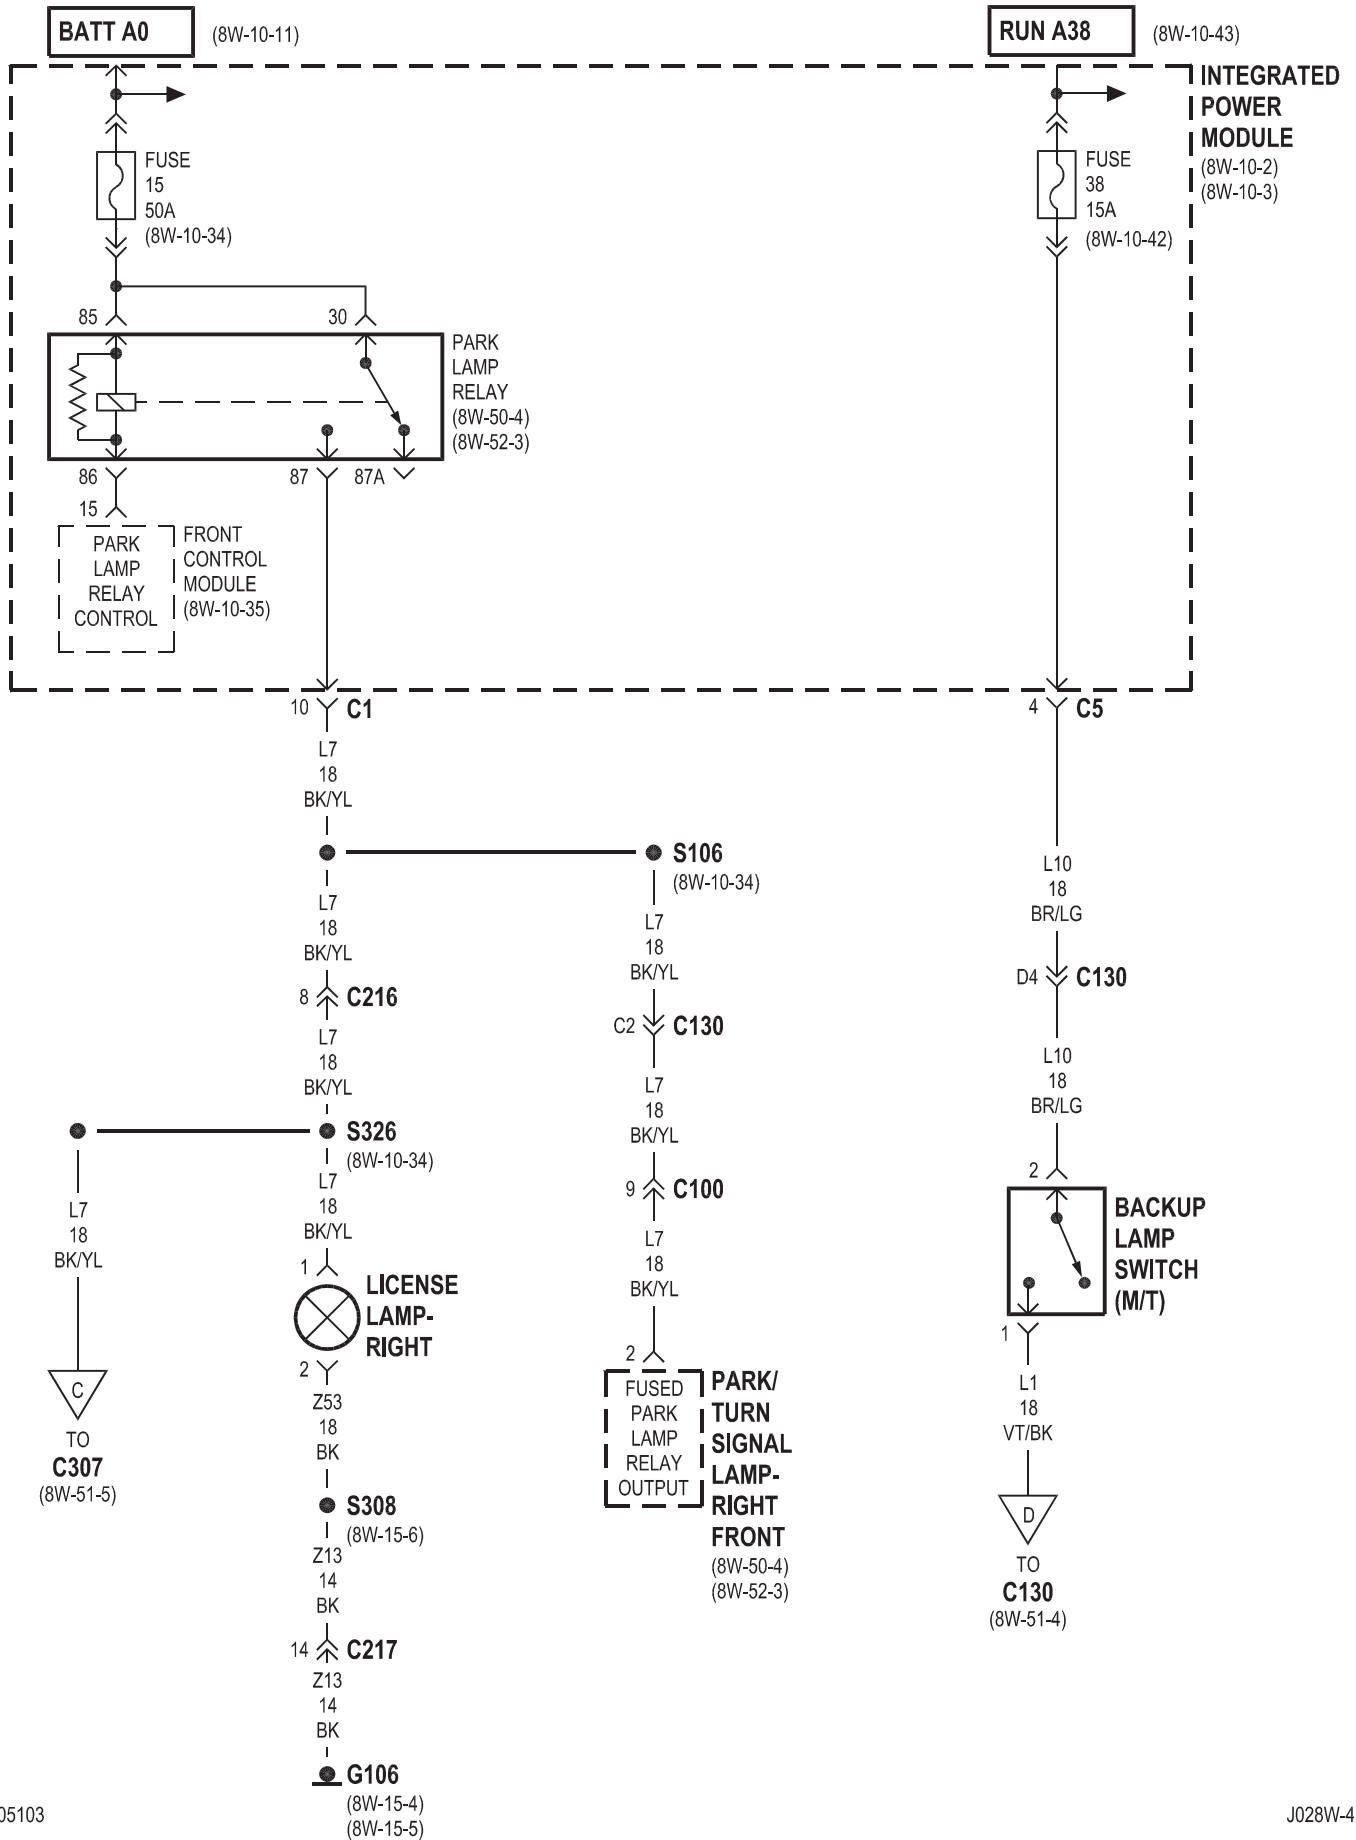 BATT A0
(8W-10-11)
RUN A38
(8W-10-43)
INTEGRATED
POWER
MODULE
(8W-10-2)
(8W-10-3)
FUSE
15
50A
(8W-10-34)
FUSE
38
15A
(8W-10-42)
85
30
PARK
LAMP
RELAY
(8W-50-4)
(8W-52-3)
86
87
87A
15
PARK
LAMP
RELAY
CONTROL
FRONT
CONTROL
MODULE
(8W-10-35)
10
C1
4
C5
L7
18
BK/YL
S106
(8W-10-34)
L7
18
BK/YL
8
C216
L7
18
BK/YL
S326
(8W-10-34)
L7
18
BK/YL
C
TO
C307
(8W-51-5)
L7
18
BK/YL
1
LICENSE
LAMP-
RIGHT
2
Z53
18
BK
S308
(8W-15-6)
Z13
14
BK
14
C217
Z13
14
BK
G106
(8W-15-4)
(8W-15-5)
L7
18
BK/YL
C2
C130
L7
18
BK/YL
9
C100
L7
18
BK/YL
2
FUSED
PARK
LAMP
RELAY
OUTPUT
PARK/
TURN
SIGNAL
LAMP-
RIGHT
FRONT
(8W-50-4)
(8W-52-3)
L10
18
BR/LG
D4
C130
L10
18
BR/LG
2
BACKUP
LAMP
SWITCH
(M/T)
1
L1
18
VT/BK
D
TO
C130
(8W-51-4)
05103
J028W-4